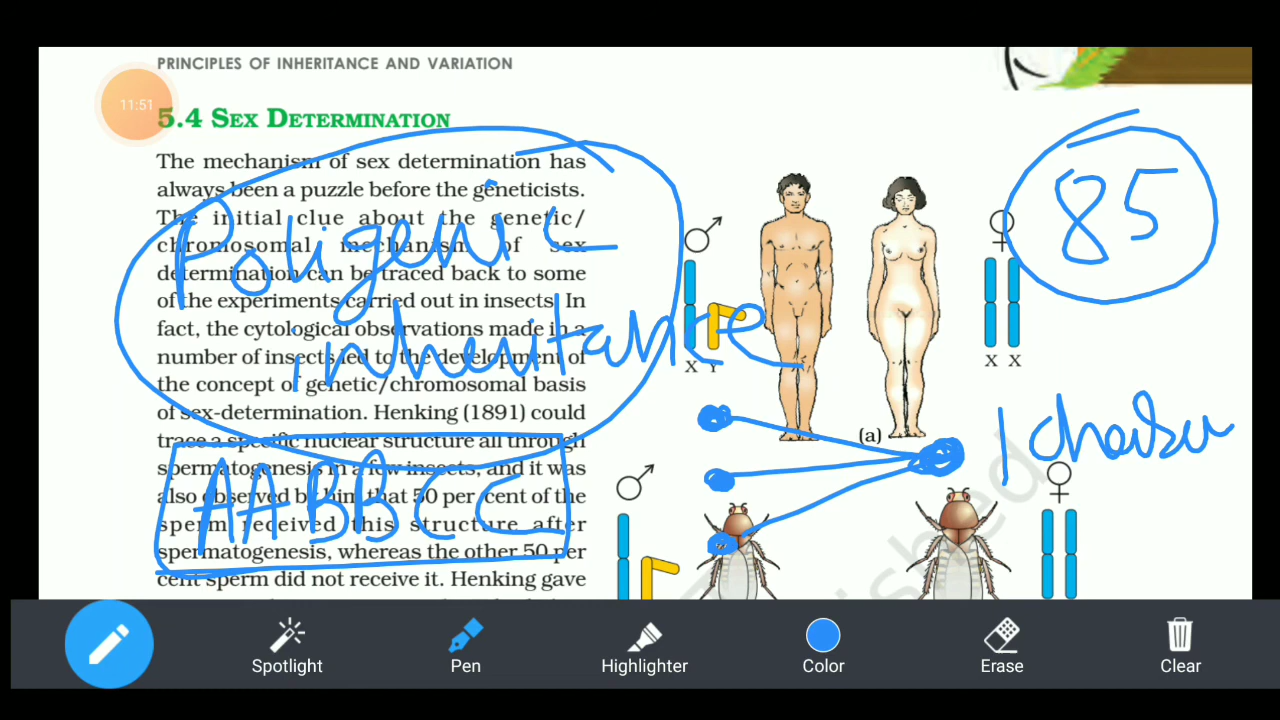 PRINCIPLES OF INHERITANCE AND VARIATION
11:51
5.4 SEX DETERMINATION
The mechanism of sex determination has
always been a puzzle before the geneticists.
The initial clue about the genetic/
chromosomal mechanism of sex
determination can be traced back to some
of the experiments carried out in insects. In
fact, the cytological observations made in a
number of insects led to the development of
the concept of genetic/chromosomal basis
of sex-determination. Henking (1891) could
trace a specific nuclear structure all through
spermatogenesis in a few insects, and it was
also observed by him that 50 per cent of the
sperm received this structure after
spermatogenesis, whereas the other 50 per
cent sperm did not receive it. Henking gave
Poligenic
inheritance
AABBCC
85
X Y
X X
(a)
1
Spotlight
Pen
Highlighter
Color
Erase
Clear